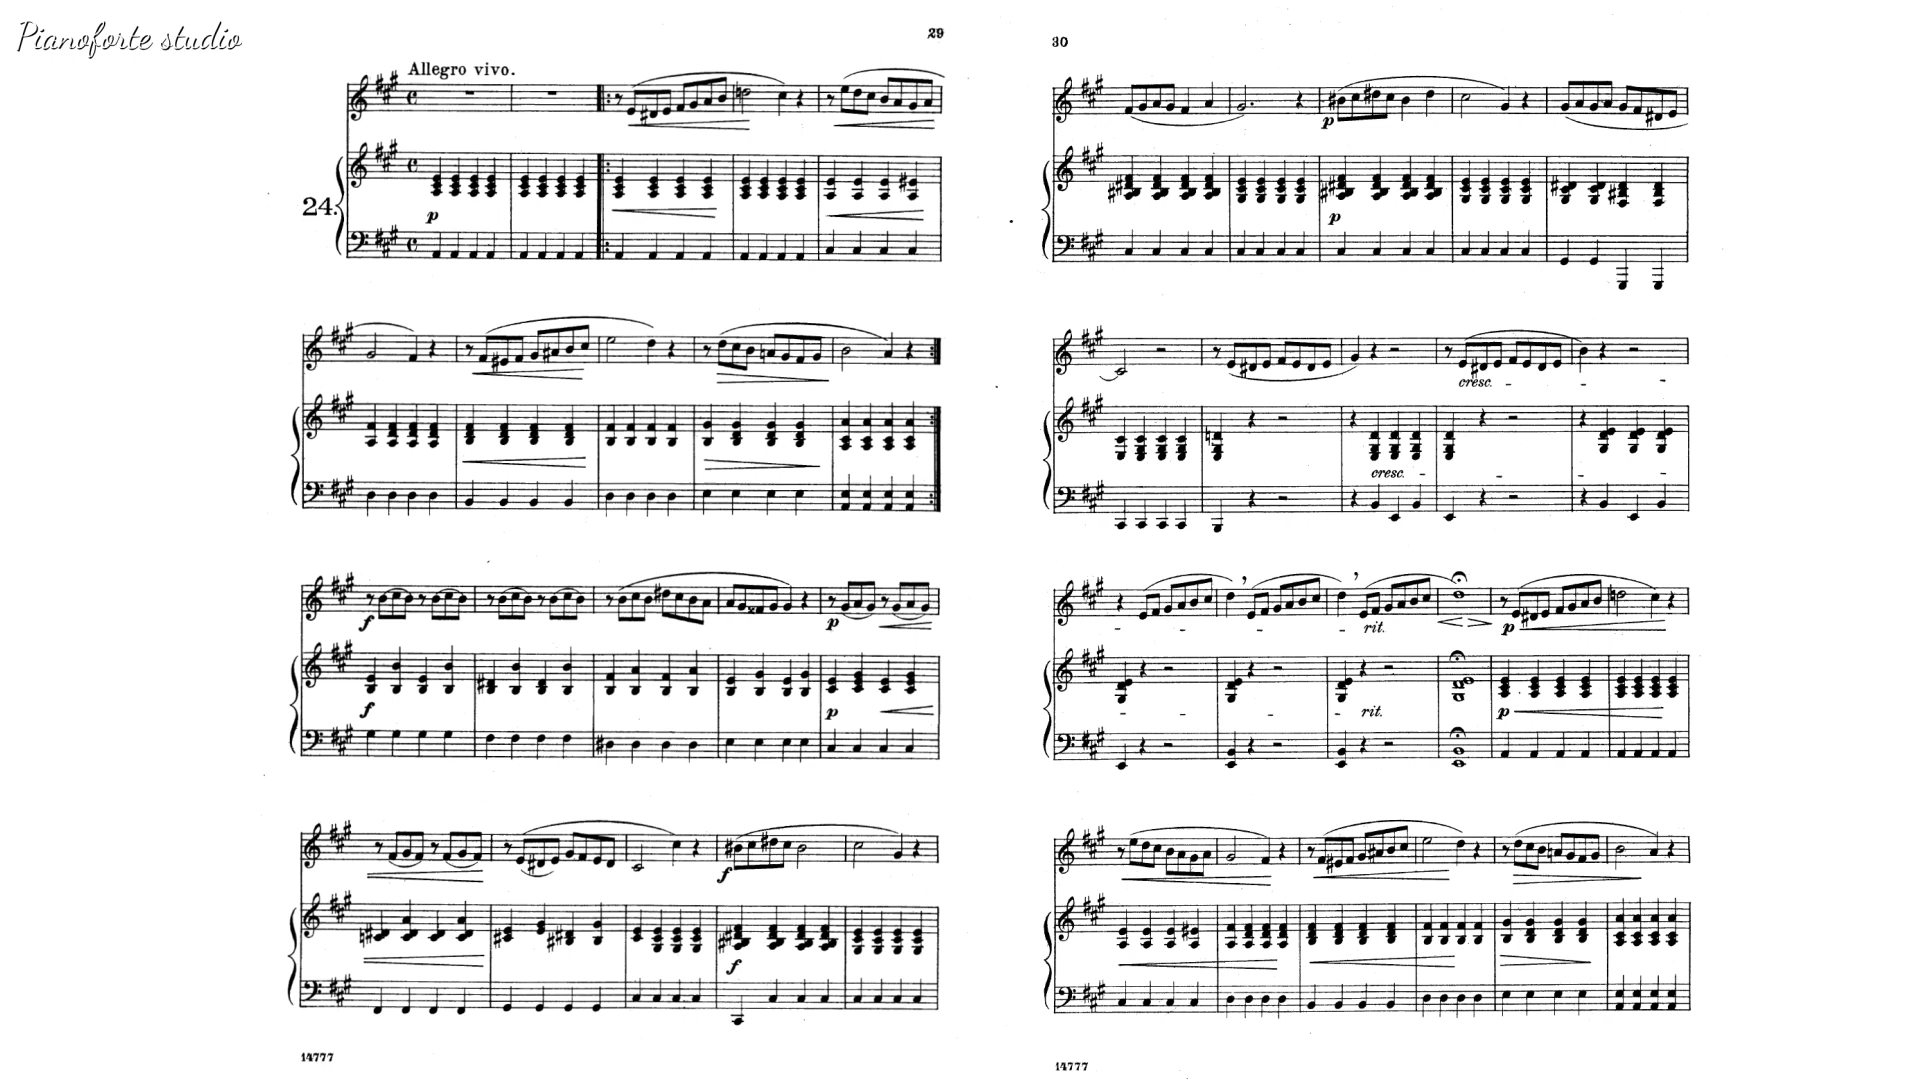 Pianoforte studio
29
Allegro vivo.
24.
p
f
f
p
p
f
f
14777
30
p
p
cresc.
cresc.
rit.
p
rit.
p
14777